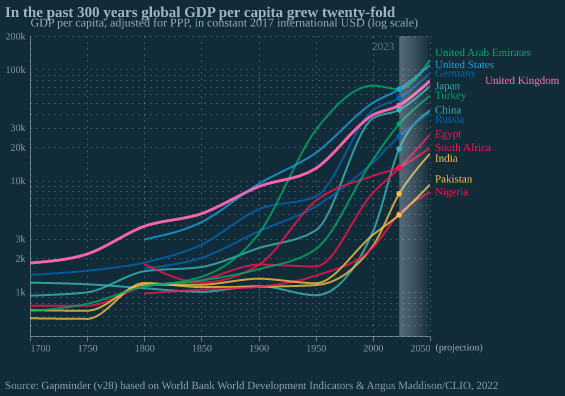 In the past 300 years global GDP per capita grew twenty-fold
GDP per capita, adjusted for PPP, in constant 2017 international USD (log scale)
200k
2023
United Arab Emirates
United States
100k
Germany
United Kingdom
Japan
Turkey
China
Russia
30k
Egypt
20k
South Africa
India
10k
Pakistan
Nigeria
3k
2k
1k
1700
1750
1800
1850
1900
1950
2000
2050
(projection)
Source: Gapminder (v28) based on World Bank World Development Indicators & Angus Maddison/CLIO, 2022